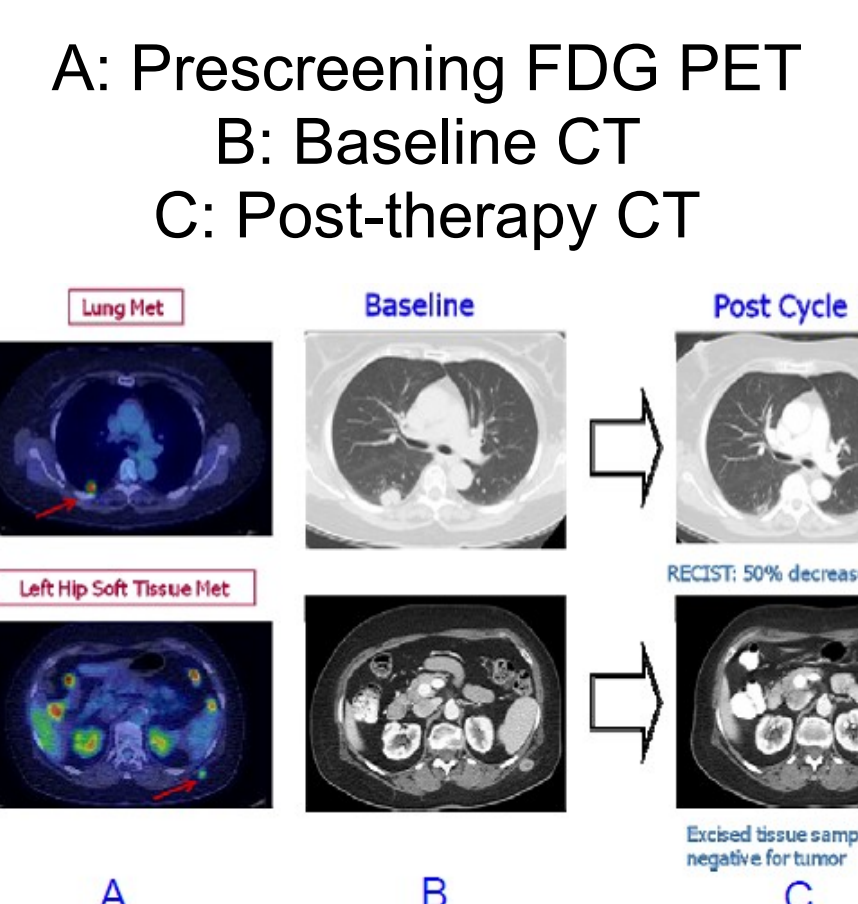 A: Prescreening FDG PET
B: Baseline CT
C: Post-therapy CT
Lung Met
Baseline
Post Cycle
RECIST: 50% decreas
Left Hip Soft Tissue Met
Excised tissue samp
negative for tumor
A
B
C